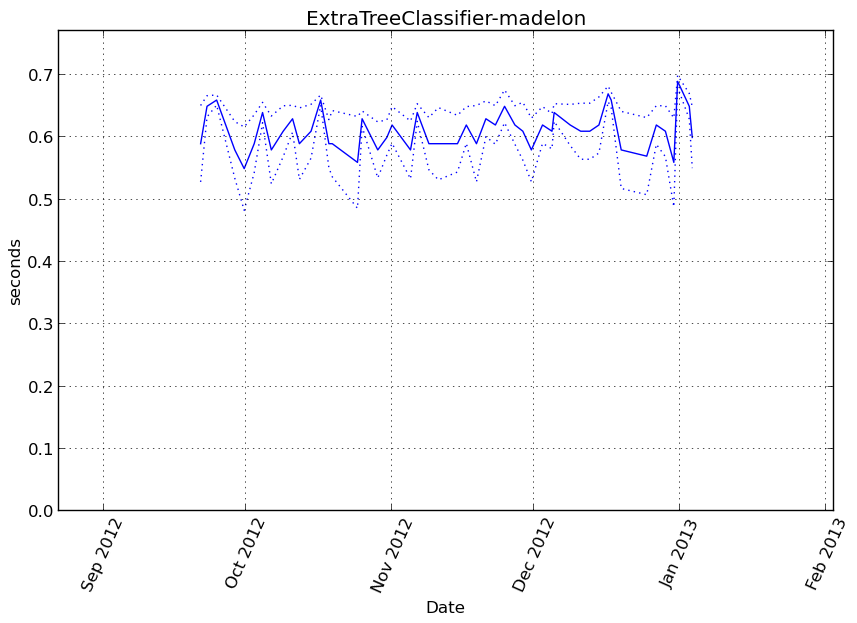 ExtraTreeClassifier-madelon
0.7
0.6
0.5
0.4
0.3
0.2
0.1
0.0
seconds
Sep 2012
Oct 2012
Nov 2012
Dec 2012
Jan 2013
Feb 2013
Date